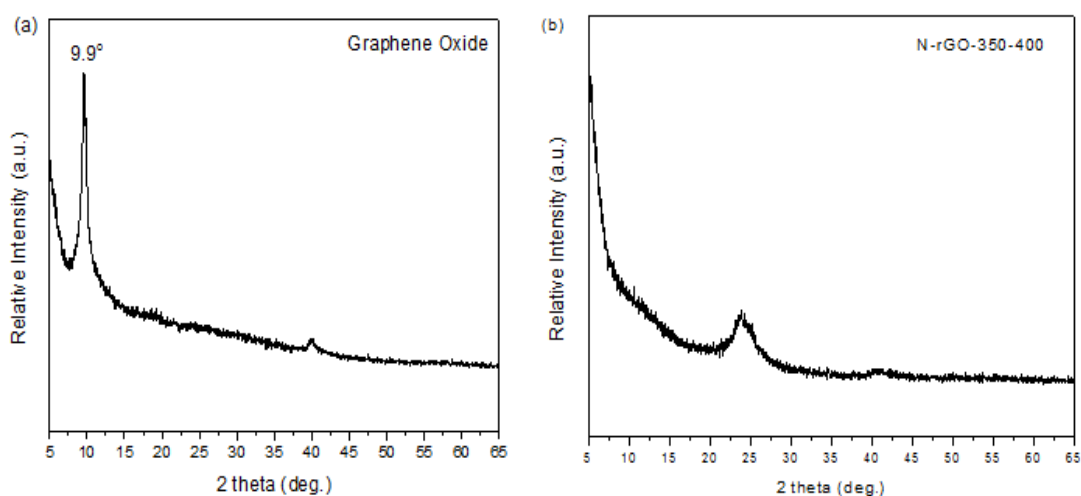 (a)
Graphene Oxide
9.9°
Relative Intensity (a.u.)
5 10 15 20 25 30 35 40 45 50 55 60 65
2 theta (deg.)
(b)
N-rGO-350-400
Relative Intensity (a.u.)
5 10 15 20 25 30 35 40 45 50 55 60 65
2 theta (deg.)